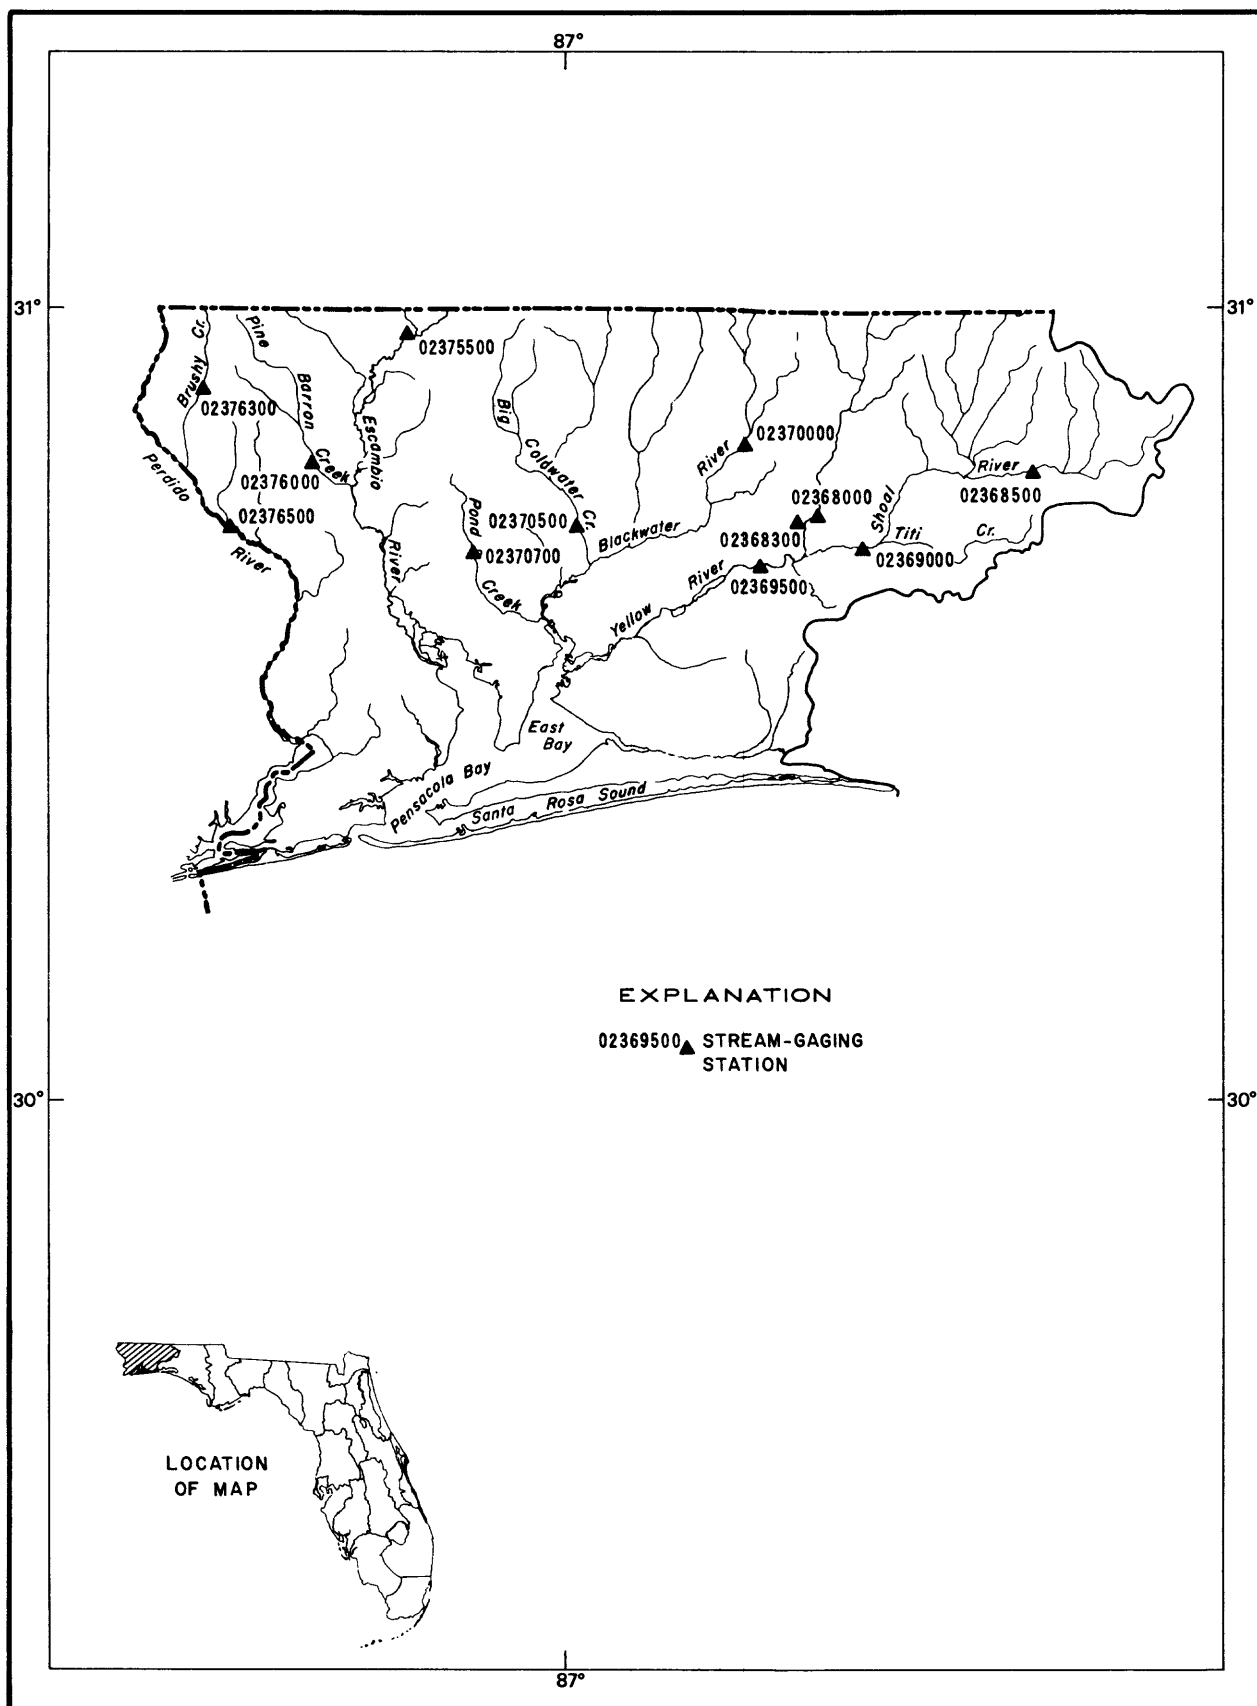 87°
31°
31°
Brushy Cr.
Pine
Barron
Creek
Escambia
River
02375500
02376300
02376000
02376500
Perdido
River
Big
Coldwater Cr.
Pond
Creek
02370500
02370700
Blackwater
River
02370000
02368000
02368300
02369500
Yellow
River
Shoal
River
02368500
Titi
Cr.
02369000
East
Bay
Pensacola Bay
Santa Rosa Sound
EXPLANATION
02369500 STREAM-GAGING
STATION
30°
30°
LOCATION
OF MAP
87°